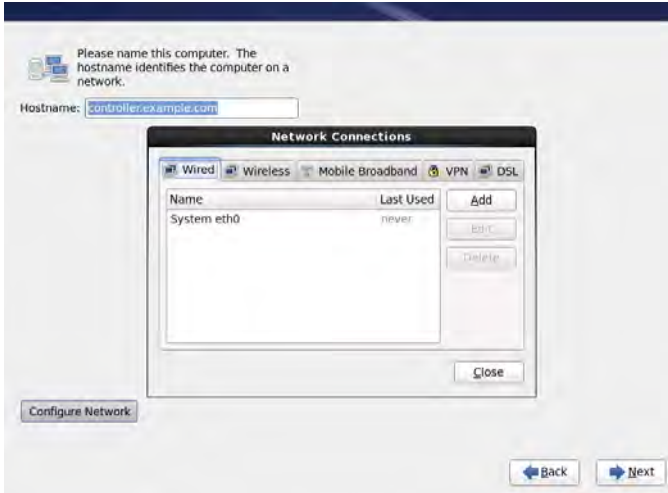 Please name this computer. The
hostname identifies the computer on a
network.
Hostname: controller.example.com
Network Connections
Wired Wireless Mobile Broadband VPN DSL
Name Last Used Add
System eth0 never Edit
Delete
Close
Configure Network
Back Next